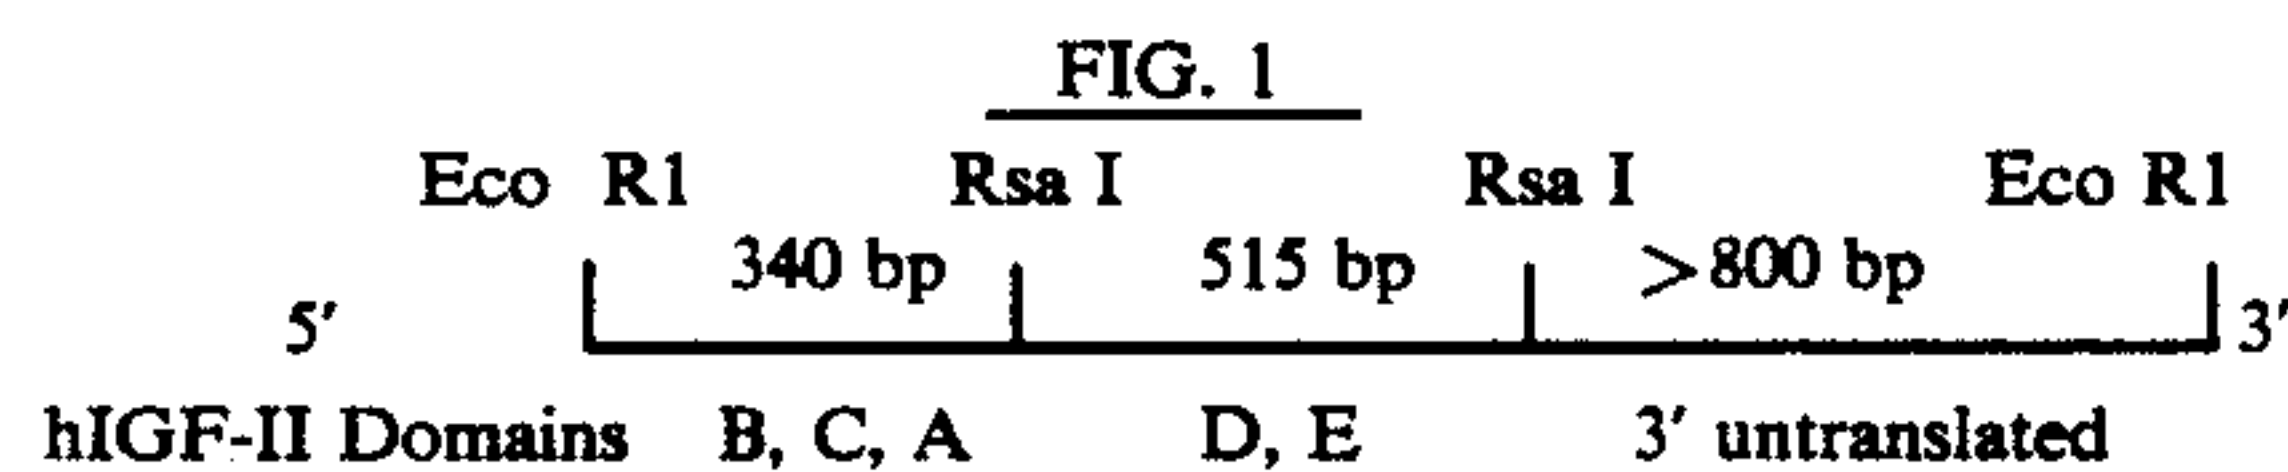 FIG. 1
Eco R1 Rsa I Rsa I Eco R1
340 bp 515 bp >800 bp
5′ 3′
hIGF-II Domains B, C, A D, E 3′ untranslated